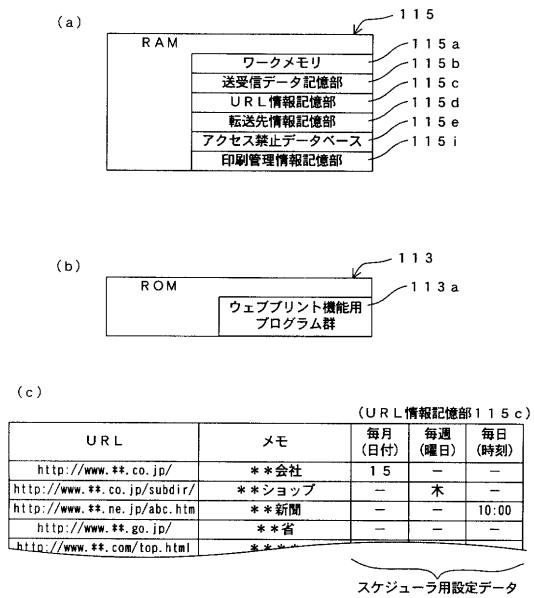 (a)
115
RAM
ワークメモリ
115a
送受信データ記憶部
115b
URL情報記憶部
115c
転送先情報記憶部
115d
アクセス禁止データベース
115e
印刷管理情報記憶部
115i
(b)
113
ROM
ウェブプリント機能用
プログラム群
113a
(c)
(URL情報記憶部115c)
URL メモ 毎月 毎週 毎日
(日付) (曜日) (時刻)
http://www.**.co.jp/ **会社 15 － －
http://www.**.co.jp/subdir/ **ショップ － 木 －
http://www.**.ne.jp/abc.htm **新聞 － － 10:00
http://www.**.go.jp/ **省 － － －
http://www.**.com/top.html
スケジューラ用設定データ